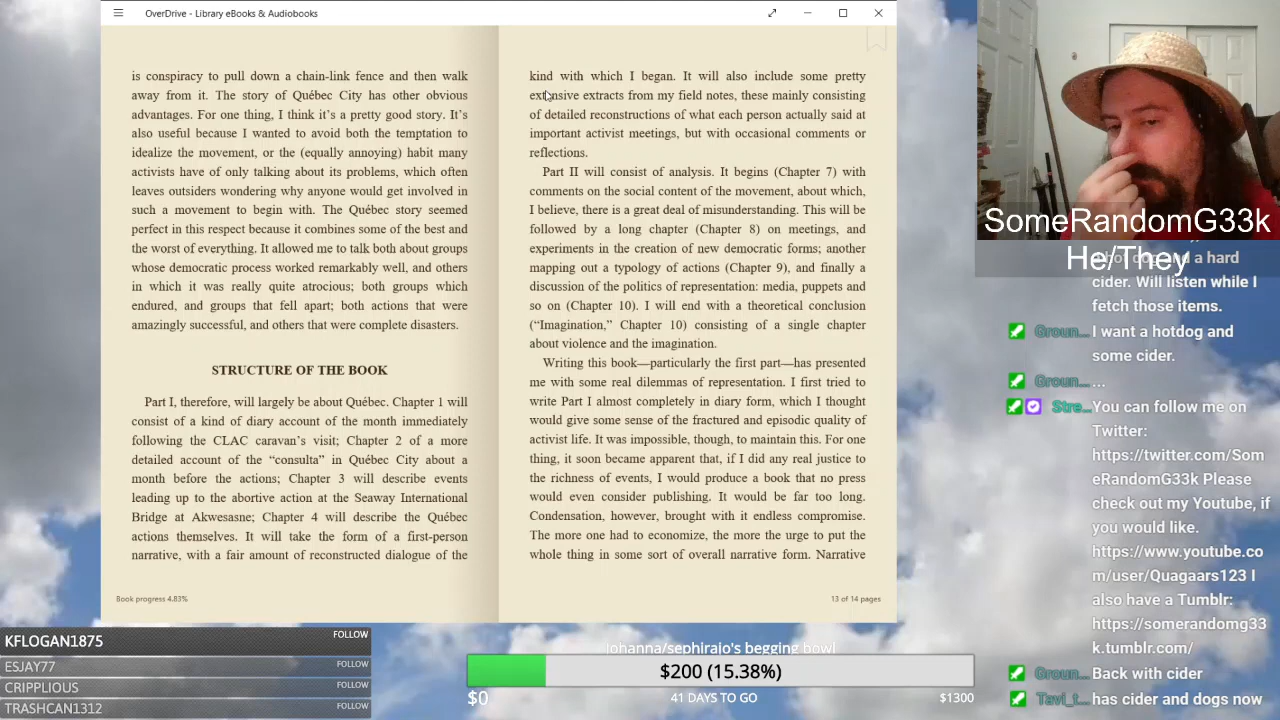 OverDrive - Library eBooks & Audiobooks
is conspiracy to pull down a chain-link fence and then walk
away from it. The story of Québec City has other obvious
advantages. For one thing, I think it’s a pretty good story. It’s
also useful because I wanted to avoid both the temptation to
idealize the movement, or the (equally annoying) habit many
activists have of only talking about its problems, which often
leaves outsiders wondering why anyone would get involved in
such a movement to begin with. The Québec story seemed
perfect in this respect because it combines some of the best and
the worst of everything. It allowed me to talk both about groups
whose democratic process worked remarkably well, and others
in which it was really quite atrocious; both groups which
endured, and groups that fell apart; both actions that were
amazingly successful, and others that were complete disasters.
STRUCTURE OF THE BOOK
Part I, therefore, will largely be about Québec. Chapter 1 will
consist of a kind of diary account of the month immediately
following the CLAC caravan’s visit; Chapter 2 of a more
detailed account of the “consulta” in Québec City about a
month before the actions; Chapter 3 will describe events
leading up to the abortive action at the Seaway International
Bridge at Akwesasne; Chapter 4 will describe the Québec
actions themselves. It will take the form of a first-person
narrative, with a fair amount of reconstructed dialogue of the
Book progress 4.83%
kind with which I began. It will also include some pretty
extensive extracts from my field notes, these mainly consisting
of detailed reconstructions of what each person actually said at
important activist meetings, but with occasional comments or
reflections.
Part II will consist of analysis. It begins (Chapter 7) with
comments on the social content of the movement, about which,
I believe, there is a great deal of misunderstanding. This will be
followed by a long chapter (Chapter 8) on meetings, and
experiments in the creation of new democratic forms; another
mapping out a typology of actions (Chapter 9), and finally a
discussion of the politics of representation: media, puppets and
so on (Chapter 10). I will end with a theoretical conclusion
(“Imagination,” Chapter 10) consisting of a single chapter
about violence and the imagination.
Writing this book—particularly the first part—has presented
me with some real dilemmas of representation. I first tried to
write Part I almost completely in diary form, which I thought
would give some sense of the fractured and episodic quality of
activist life. It was impossible, though, to maintain this. For one
thing, it soon became apparent that, if I did any real justice to
the richness of events, I would produce a book that no press
would even consider publishing. It would be far too long.
Condensation, however, brought with it endless compromise.
The more one had to economize, the more the urge to put the
whole thing in some sort of overall narrative form. Narrative
13 of 14 pages
SomeRandomG33k
He/They
a hot dog and a hard
cider. Will listen while I
fetch those items.
Groun... I want a hotdog and
some cider.
Groun... ...
Stre... You can follow me on
Twitter:
https://twitter.com/Som
eRandomG33k Please
check out my Youtube, if
you would like.
https://www.youtube.co
m/user/Quagaars123 I
also have a Tumblr:
https://somerandomg33
k.tumblr.com/
Groun... Back with cider
Tavi_t... has cider and dogs now
KFLOGAN1875 FOLLOW
ESJAY77 FOLLOW
CRIPPLIOUS FOLLOW
TRASHCAN1312 FOLLOW
Johanna/sephiraio's begging bowl
$200 (15.38%)
$0 41 DAYS TO GO $1300